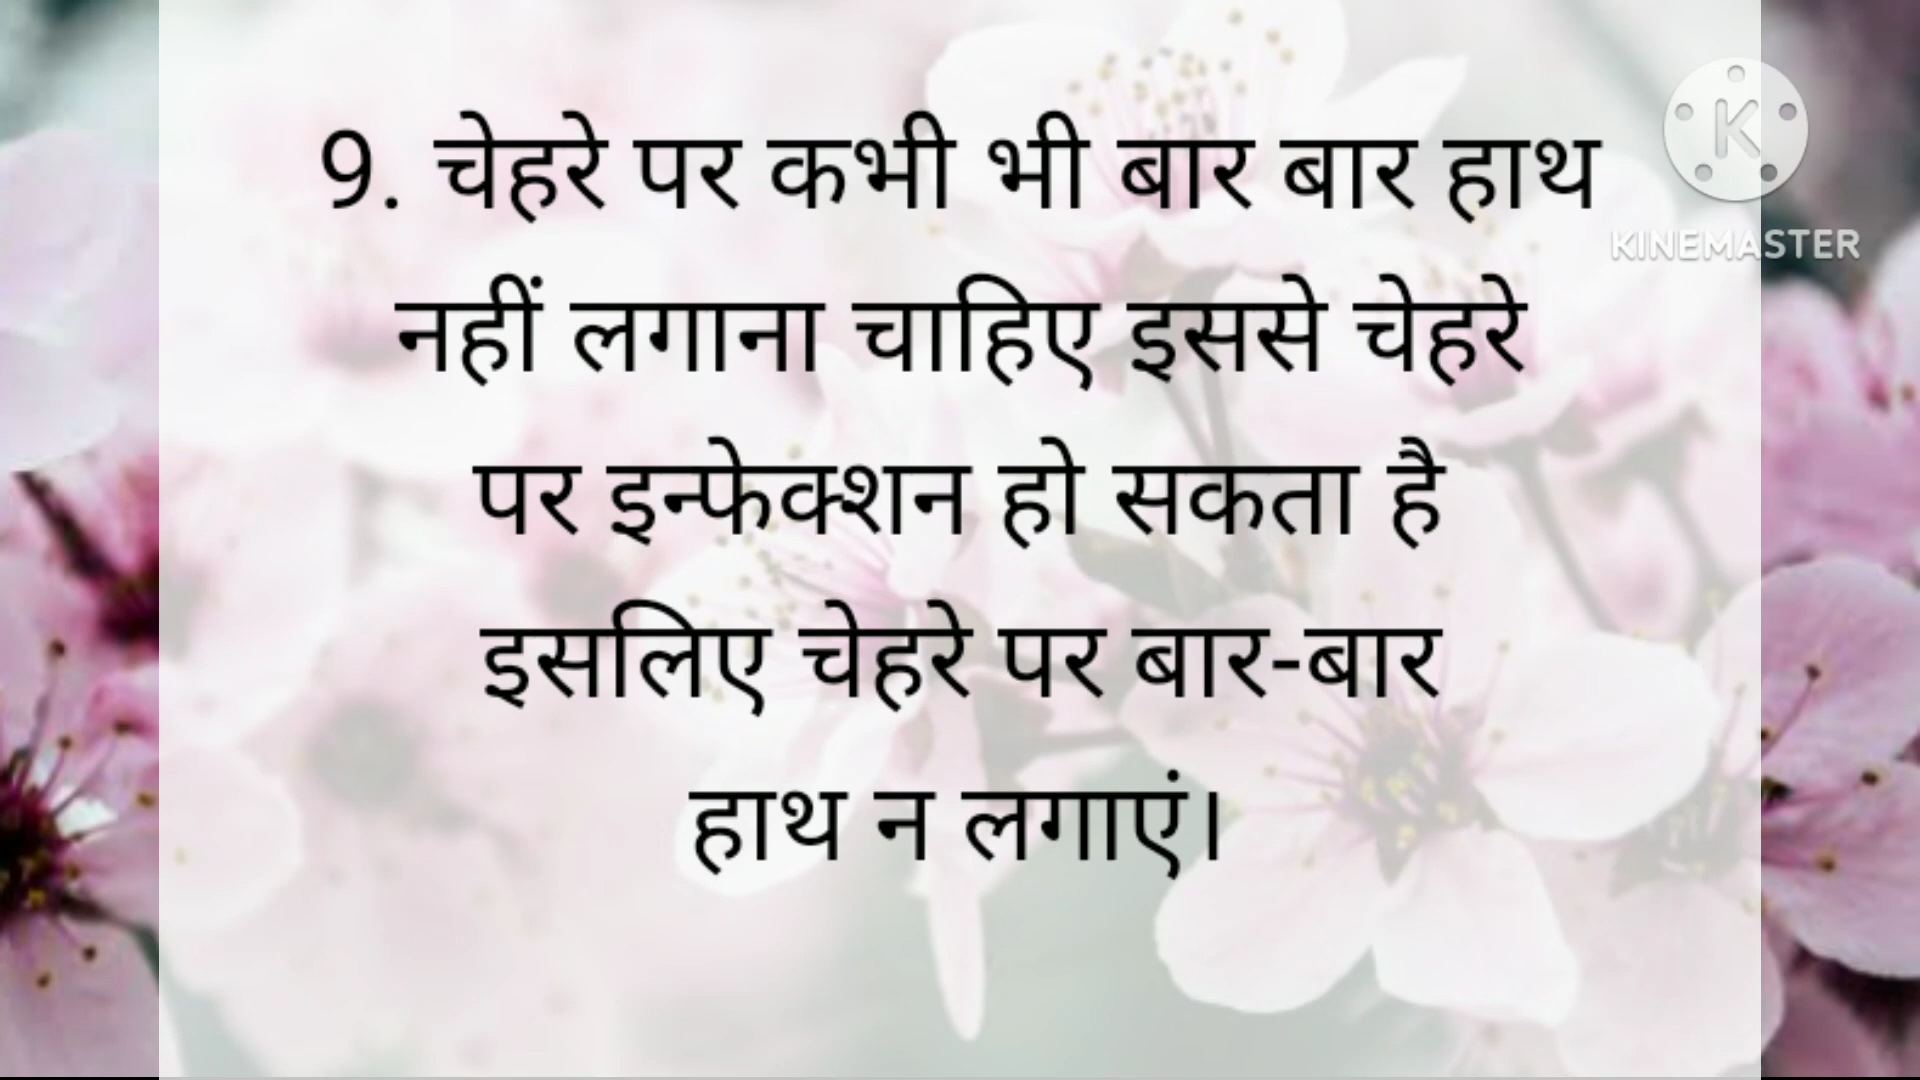 9. चेहरे पर कभी भी बार बार हाथ
नहीं लगाना चाहिए इससे चेहरे
पर इन्फेक्शन हो सकता है
इसलिए चेहरे पर बार-बार
हाथ न लगाएं।
K
KINEMASTER